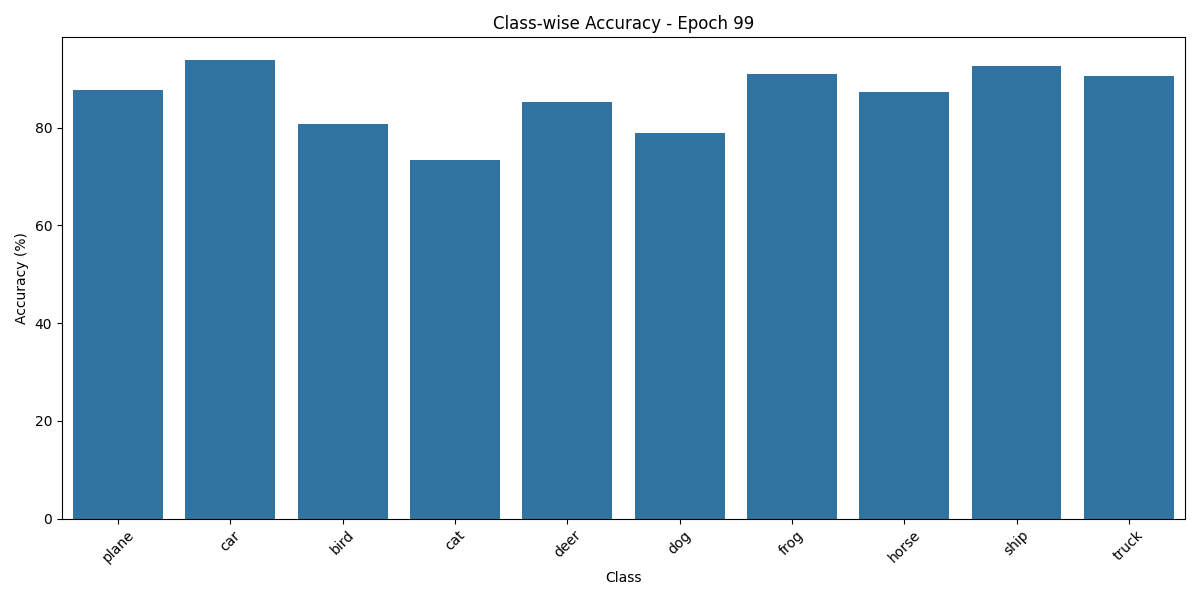 Class-wise Accuracy - Epoch 99
Accuracy (%)
80
60
40
20
0
plane
car
bird
cat
deer
dog
frog
horse
ship
truck
Class